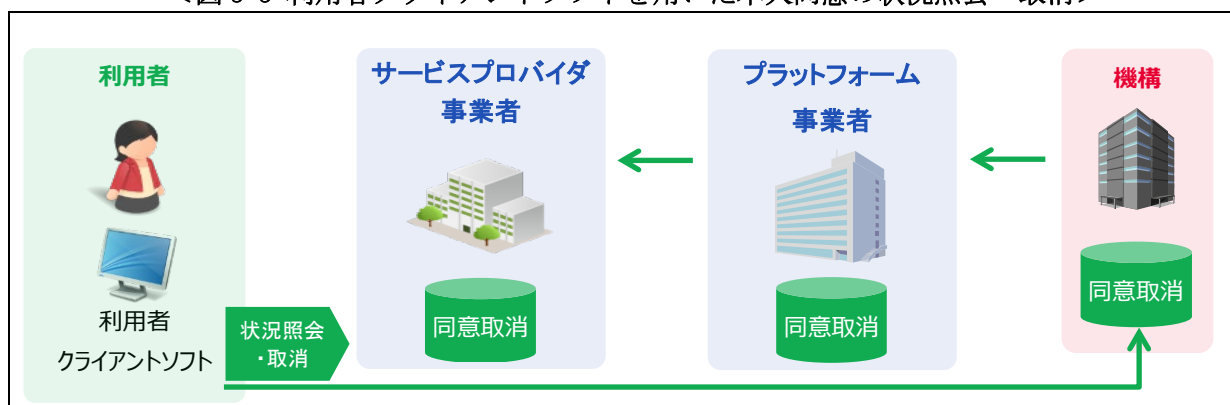 利用者
サービスプロバイダ
事業者
プラットフォーム
事業者
機構
利用者
クライアントソフト
状況照会
・取消
同意取消
同意取消
同意取消